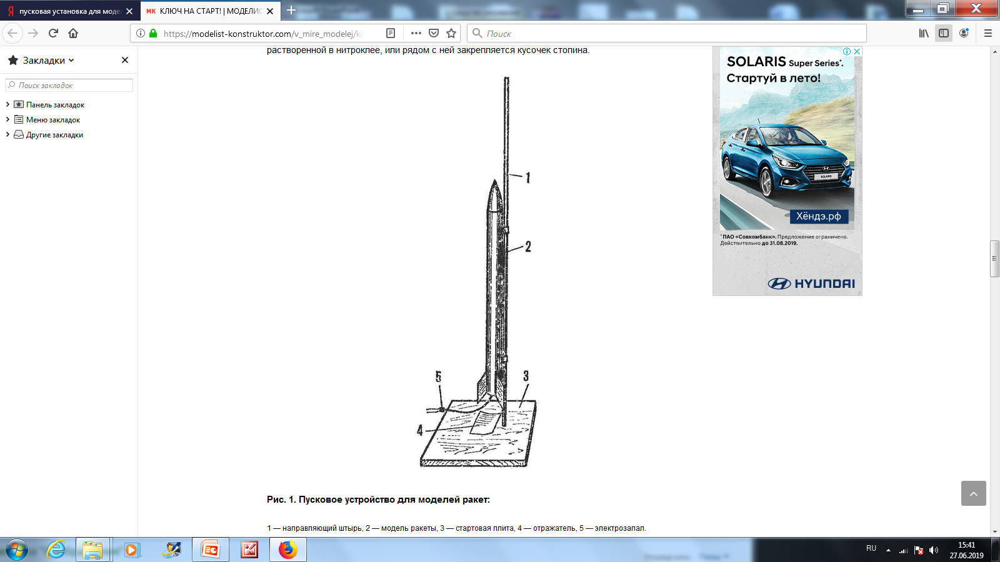 пусковая установка для моде
КЛЮЧ НА СТАРТ! | МОДЕЛИС
https://modelist-konstruktor.com/v_mire_modelej/kl
Поиск
Закладки
Поиск закладок
Панель закладок
Меню закладок
Другие закладки
растворенной в нитроклее, или рядом с ней закрепляется кусочек стопина.
1
2
5
3
4
Рис. 1. Пусковое устройство для моделей ракет:
1 — направляющий штырь, 2 — модель ракеты, 3 — стартовая плита, 4 — отражатель, 5 — электрозапал.
SOLARIS Super Series*.
Стартуй в лето!
SOLARIS
Хёндэ.рф
*ПАО «Совкомбанк». Предложение ограничено.
Действительно до 31.08.2019.
HYUNDAI
RU
15:41
27.06.2019